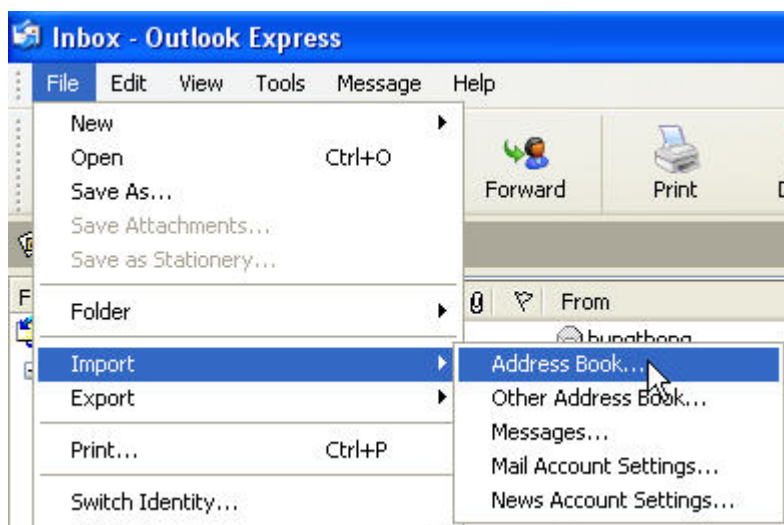 Inbox - Outlook Express
File Edit View Tools Message Help
New
Open Ctrl+O
Save As...
Save Attachments...
Save as Stationery...
Folder
Import
Export
Print... Ctrl+P
Switch Identity...
Forward Print
From
Address Book...
Other Address Book...
Messages...
Mail Account Settings...
News Account Settings...